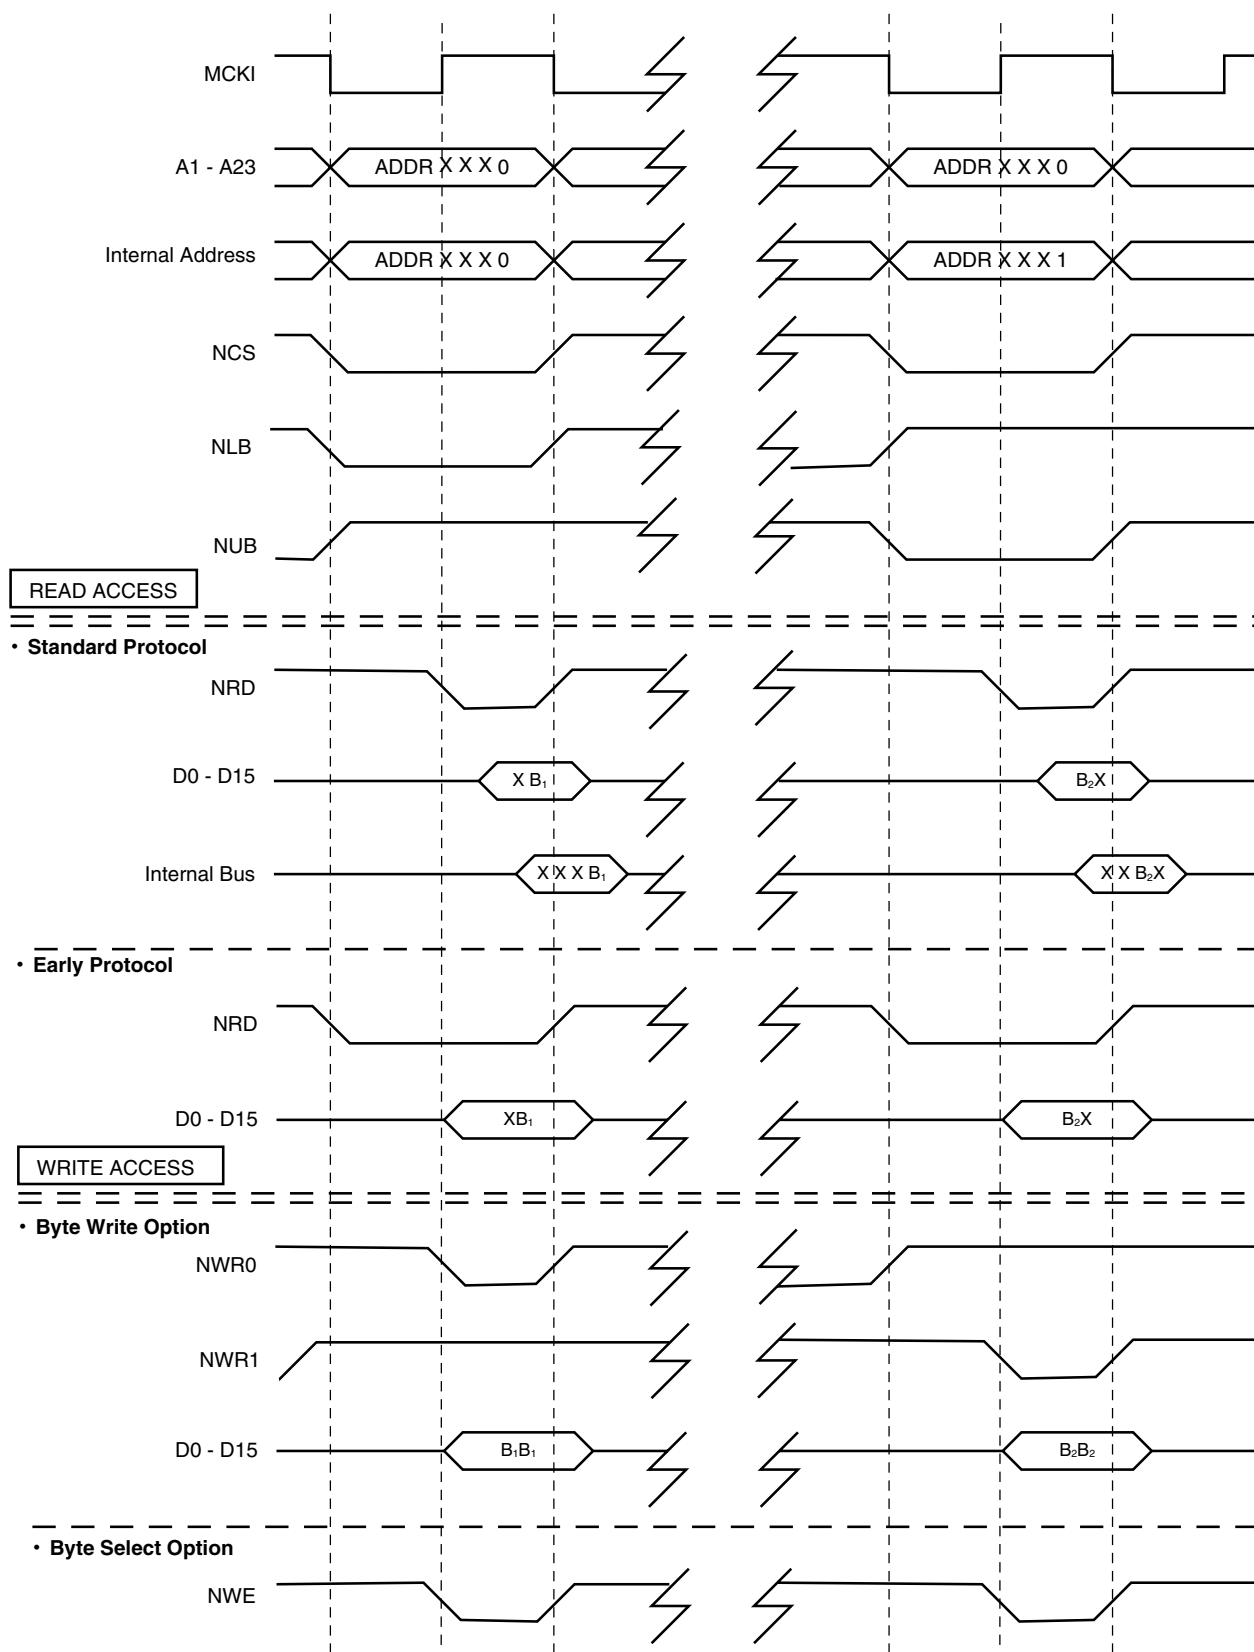 MCKI
A1 - A23 ADDR X X X 0 ADDR X X X 0
Internal Address ADDR X X X 0 ADDR X X X 1
NCS
NLB
NUB
READ ACCESS
• Standard Protocol
NRD
D0 - D15 X B₁ B₂X
Internal Bus X X X B₁ X X B₂X
• Early Protocol
NRD
D0 - D15 XB₁ B₂X
WRITE ACCESS
• Byte Write Option
NWR0
NWR1
D0 - D15 B₁B₁ B₂B₂
• Byte Select Option
NWE